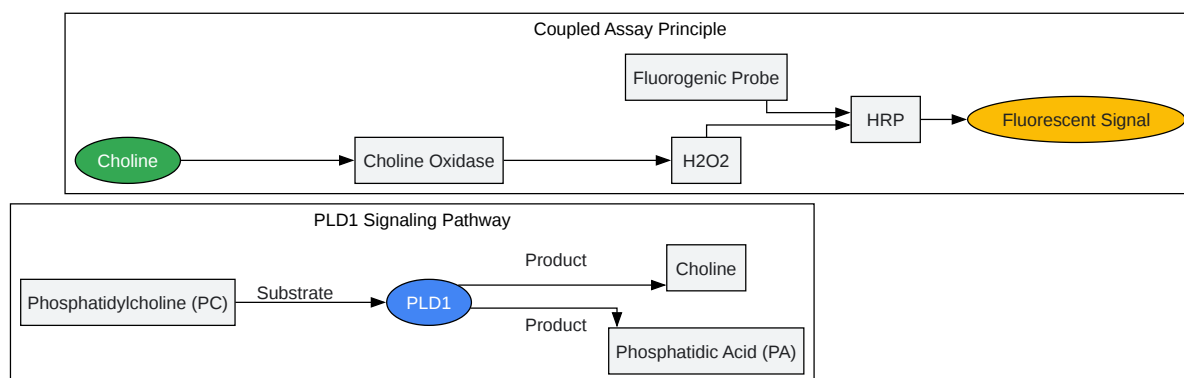 Coupled Assay Principle
Fluorogenic Probe
HRP
Fluorescent Signal
Choline
Choline Oxidase
H2O2
PLD1 Signaling Pathway
Product
Choline
Phosphatidylcholine (PC)
Substrate
PLD1
Product
Phosphatidic Acid (PA)